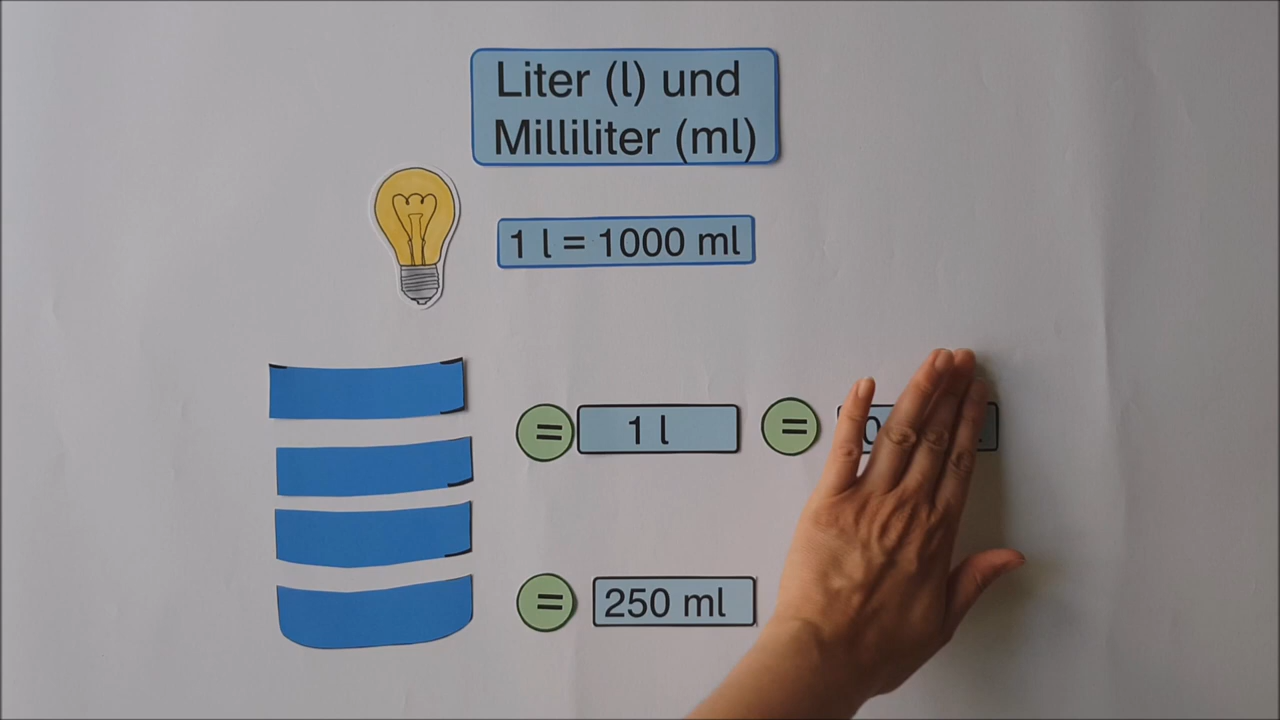 Liter (l) und
Milliliter (ml)
1 l = 1000 ml
= 1 l =
= 250 ml